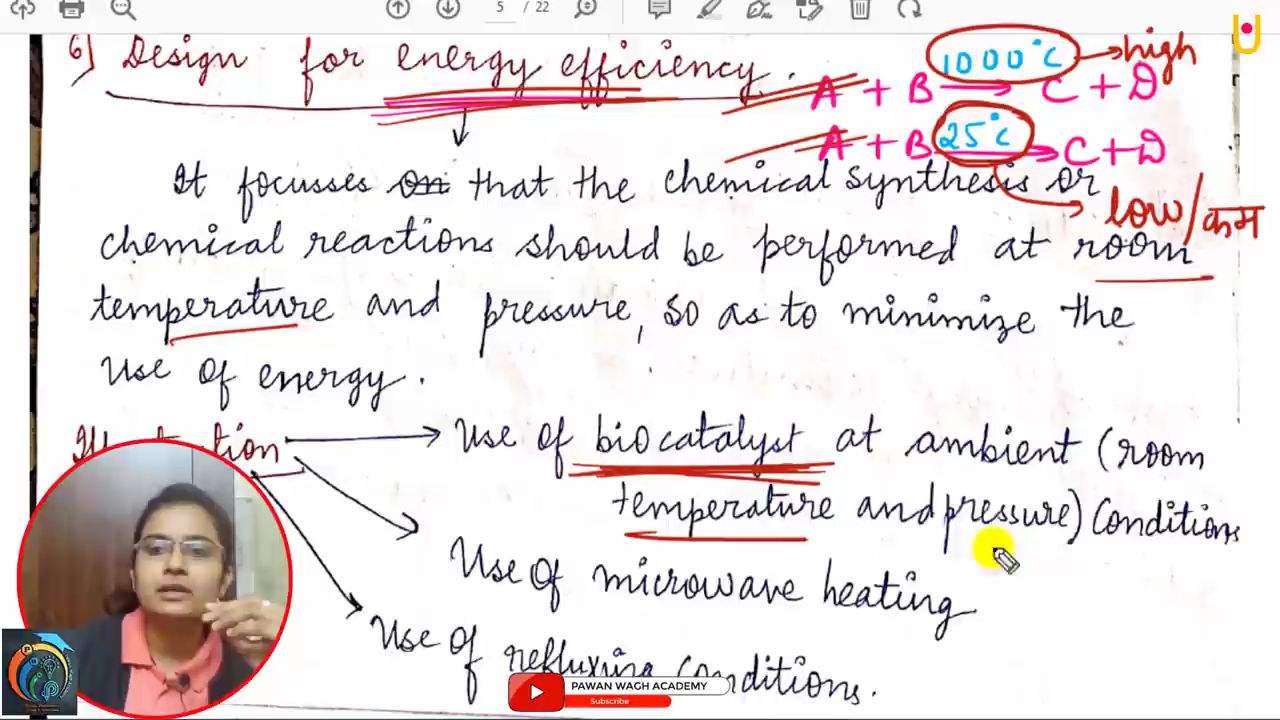 5 / 22
6) Design for energy efficiency.
1000°C → high
A + B → C + D
A + B 25°C → C + D
low/कम
It focusses on that the chemical synthesis or
chemical reactions should be performed at room
temperature and pressure, so as to minimize the
Use of energy.
→ Use of biocatalyst at ambient (room
temperature and pressure) Conditions
Use of microwave heating
Use of refluxing conditions.
PAWAN WAGH ACADEMY
Subscribe